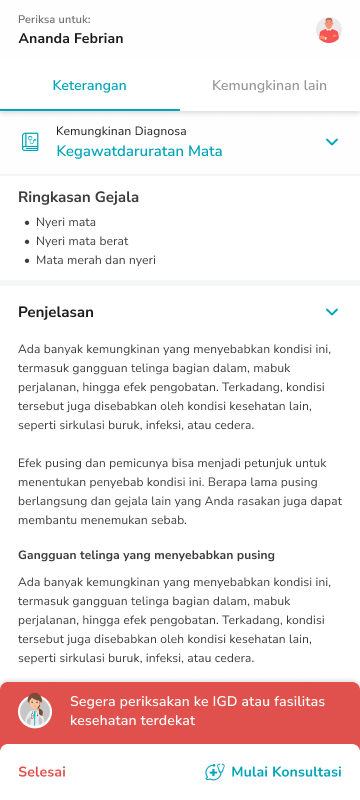 Periksa untuk:
Ananda Febrian
Keterangan
Kemungkinan lain
Kemungkinan Diagnosa
Kegawatdaruratan Mata
Ringkasan Gejala
• Nyeri mata
• Nyeri mata berat
• Mata merah dan nyeri
Penjelasan
Ada banyak kemungkinan yang menyebabkan kondisi ini,
termasuk gangguan telinga bagian dalam, mabuk
perjalanan, hingga efek pengobatan. Terkadang, kondisi
tersebut juga disebabkan oleh kondisi kesehatan lain,
seperti sirkulasi buruk, infeksi, atau cedera.
Efek pusing dan pemicunya bisa menjadi petunjuk untuk
menentukan penyebab kondisi ini. Berapa lama pusing
berlangsung dan gejala lain yang Anda rasakan juga dapat
membantu menemukan sebab.
Gangguan telinga yang menyebabkan pusing
Ada banyak kemungkinan yang menyebabkan kondisi ini,
termasuk gangguan telinga bagian dalam, mabuk
perjalanan, hingga efek pengobatan. Terkadang, kondisi
tersebut juga disebabkan oleh kondisi kesehatan lain,
seperti sirkulasi buruk, infeksi, atau cedera.
Segera periksakan ke IGD atau fasilitas
kesehatan terdekat
Selesai
Mulai Konsultasi